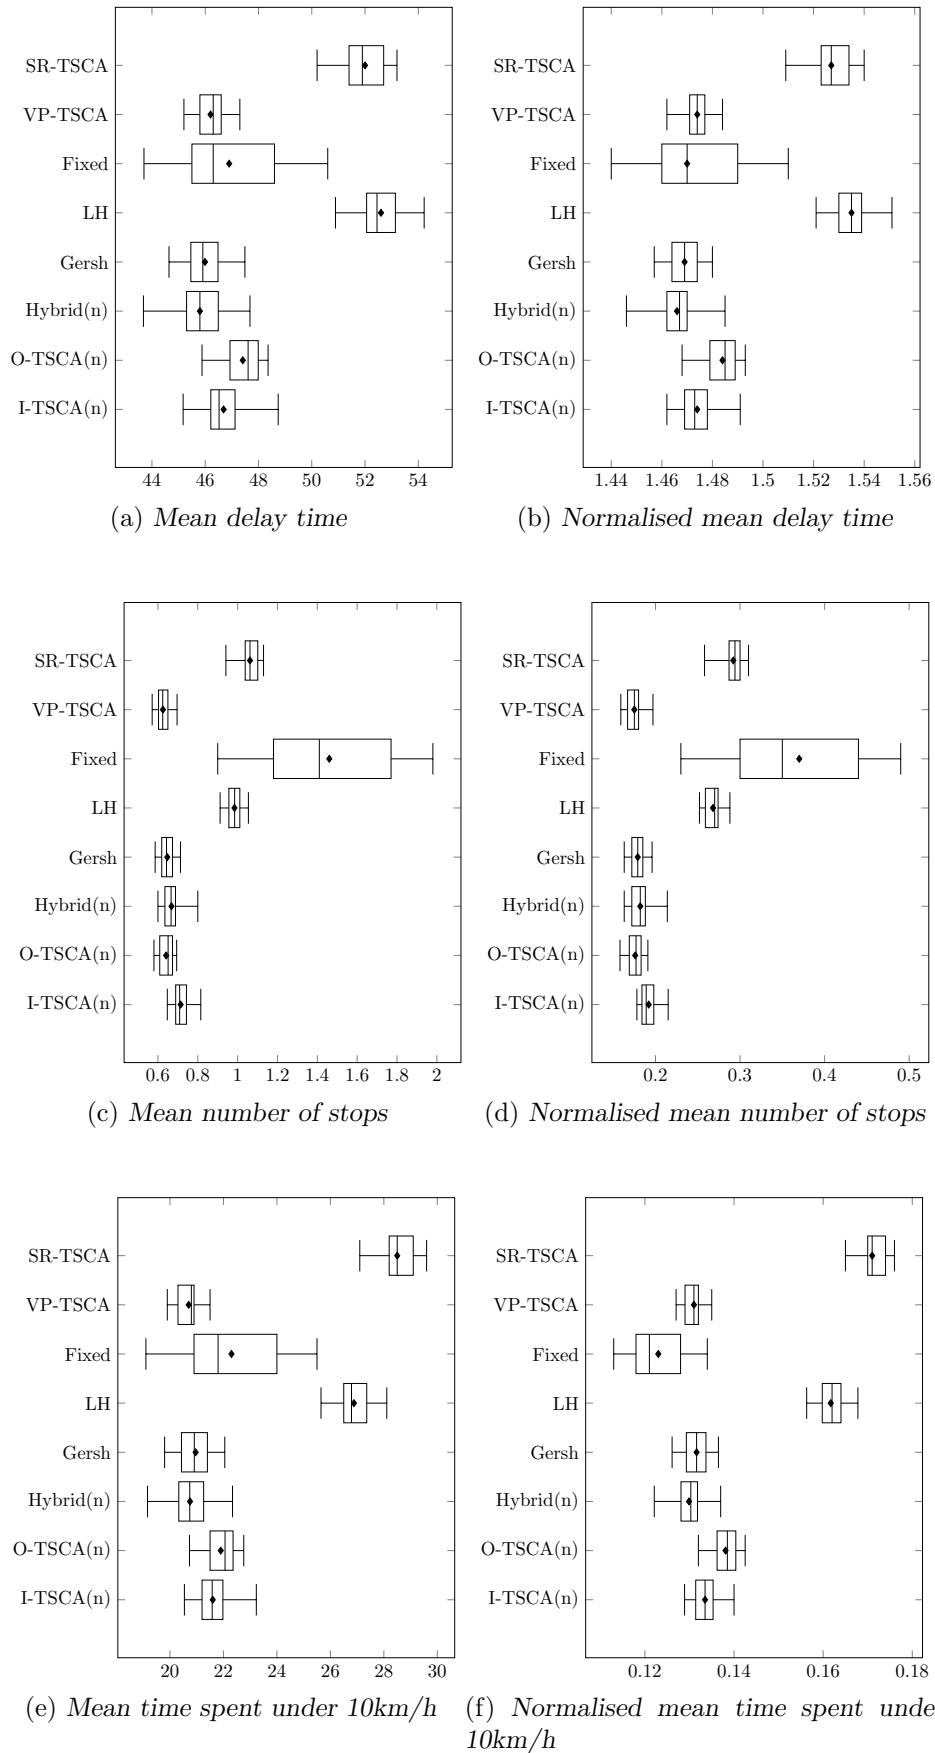 SR-TSCA
VP-TSCA
Fixed
LH
Gersh
Hybrid(n)
O-TSCA(n)
I-TSCA(n)
44 46 48 50 52 54
(a) Mean delay time
SR-TSCA
VP-TSCA
Fixed
LH
Gersh
Hybrid(n)
O-TSCA(n)
I-TSCA(n)
1.44 1.46 1.48 1.5 1.52 1.54 1.56
(b) Normalised mean delay time
SR-TSCA
VP-TSCA
Fixed
LH
Gersh
Hybrid(n)
O-TSCA(n)
I-TSCA(n)
0.6 0.8 1 1.2 1.4 1.6 1.8 2
(c) Mean number of stops
SR-TSCA
VP-TSCA
Fixed
LH
Gersh
Hybrid(n)
O-TSCA(n)
I-TSCA(n)
0.2 0.3 0.4 0.5
(d) Normalised mean number of stops
SR-TSCA
VP-TSCA
Fixed
LH
Gersh
Hybrid(n)
O-TSCA(n)
I-TSCA(n)
20 22 24 26 28 30
(e) Mean time spent under 10km/h
SR-TSCA
VP-TSCA
Fixed
LH
Gersh
Hybrid(n)
O-TSCA(n)
I-TSCA(n)
0.12 0.14 0.16 0.18
(f) Normalised mean time spent unde
10km/h